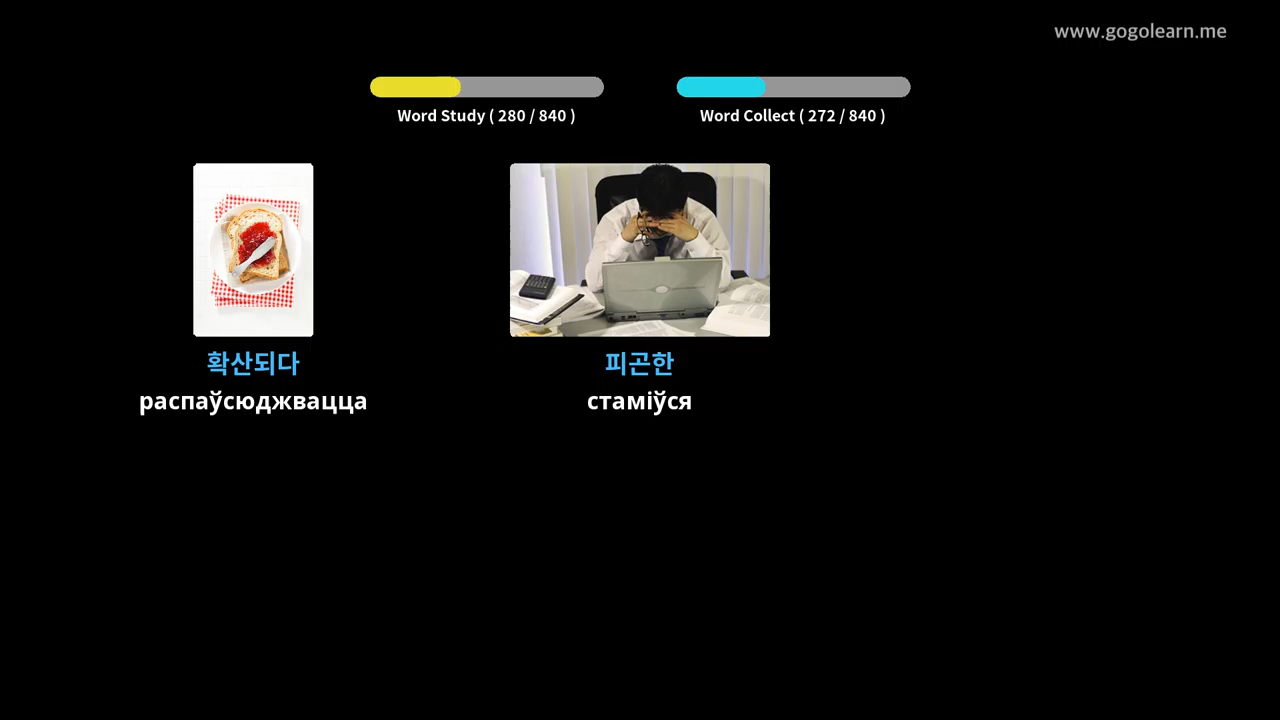 www.gogolearn.me
Word Study ( 280 / 840 )
Word Collect ( 272 / 840 )
확산되다
распаўсюджвацца
피곤한
стаміўся